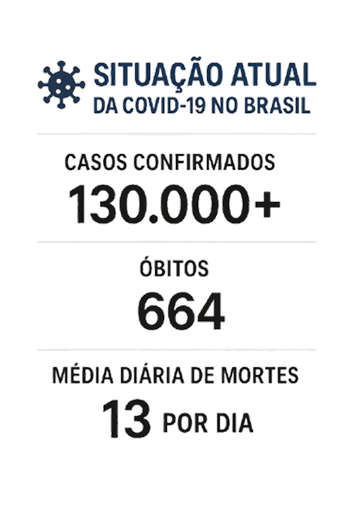 SITUAÇÃO ATUAL
DA COVID-19 NO BRASIL
CASOS CONFIRMADOS
130.000+
ÓBITOS
664
MÉDIA DIÁRIA DE MORTES
13 POR DIA